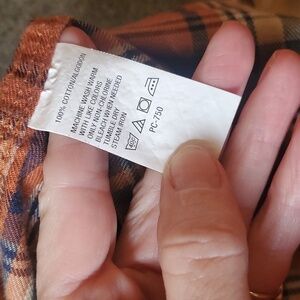 100% COTTON/ALGODON
MACHINE WASH WARM
WITH LIKE COLORS
ONLY NON-CHLORINE
BLEACH WHEN NEEDED
TUMBLE DRY
STEAM IRON
PC-750